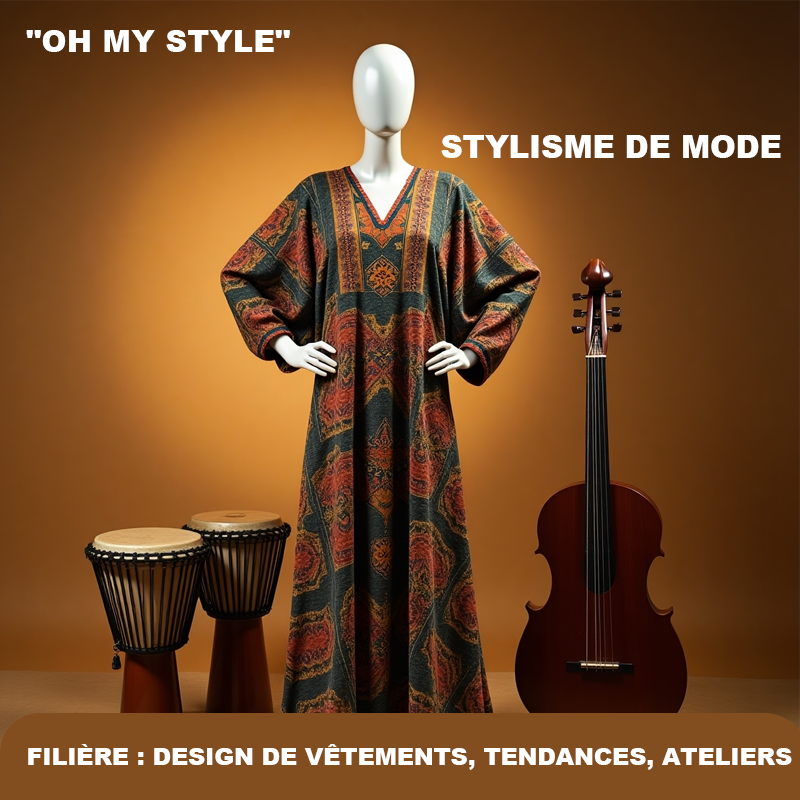 "OH MY STYLE"
STYLISME DE MODE
FILIÈRE : DESIGN DE VÊTEMENTS, TENDANCES, ATELIERS